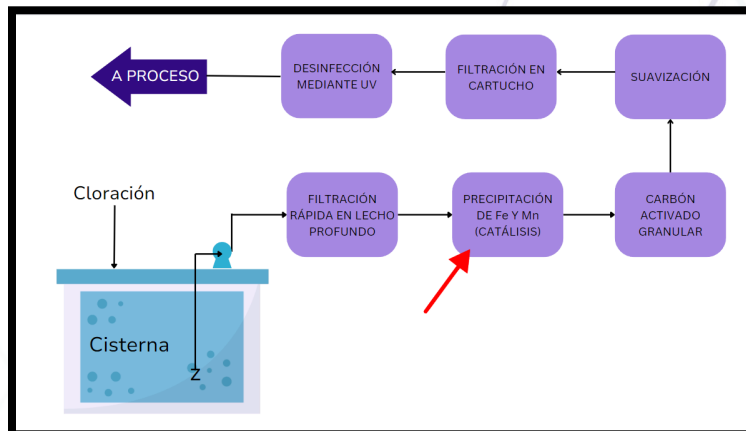 A PROCESO
DESINFECCIÓN
MEDIANTE UV
FILTRACIÓN EN
CARTUCHO
SUAVIZACIÓN
Cloración
FILTRACIÓN
RÁPIDA EN LECHO
PROFUNDO
PRECIPITACIÓN
DE Fe Y Mn
(CATÁLISIS)
CARBÓN
ACTIVADO
GRANULAR
Cisterna
Z